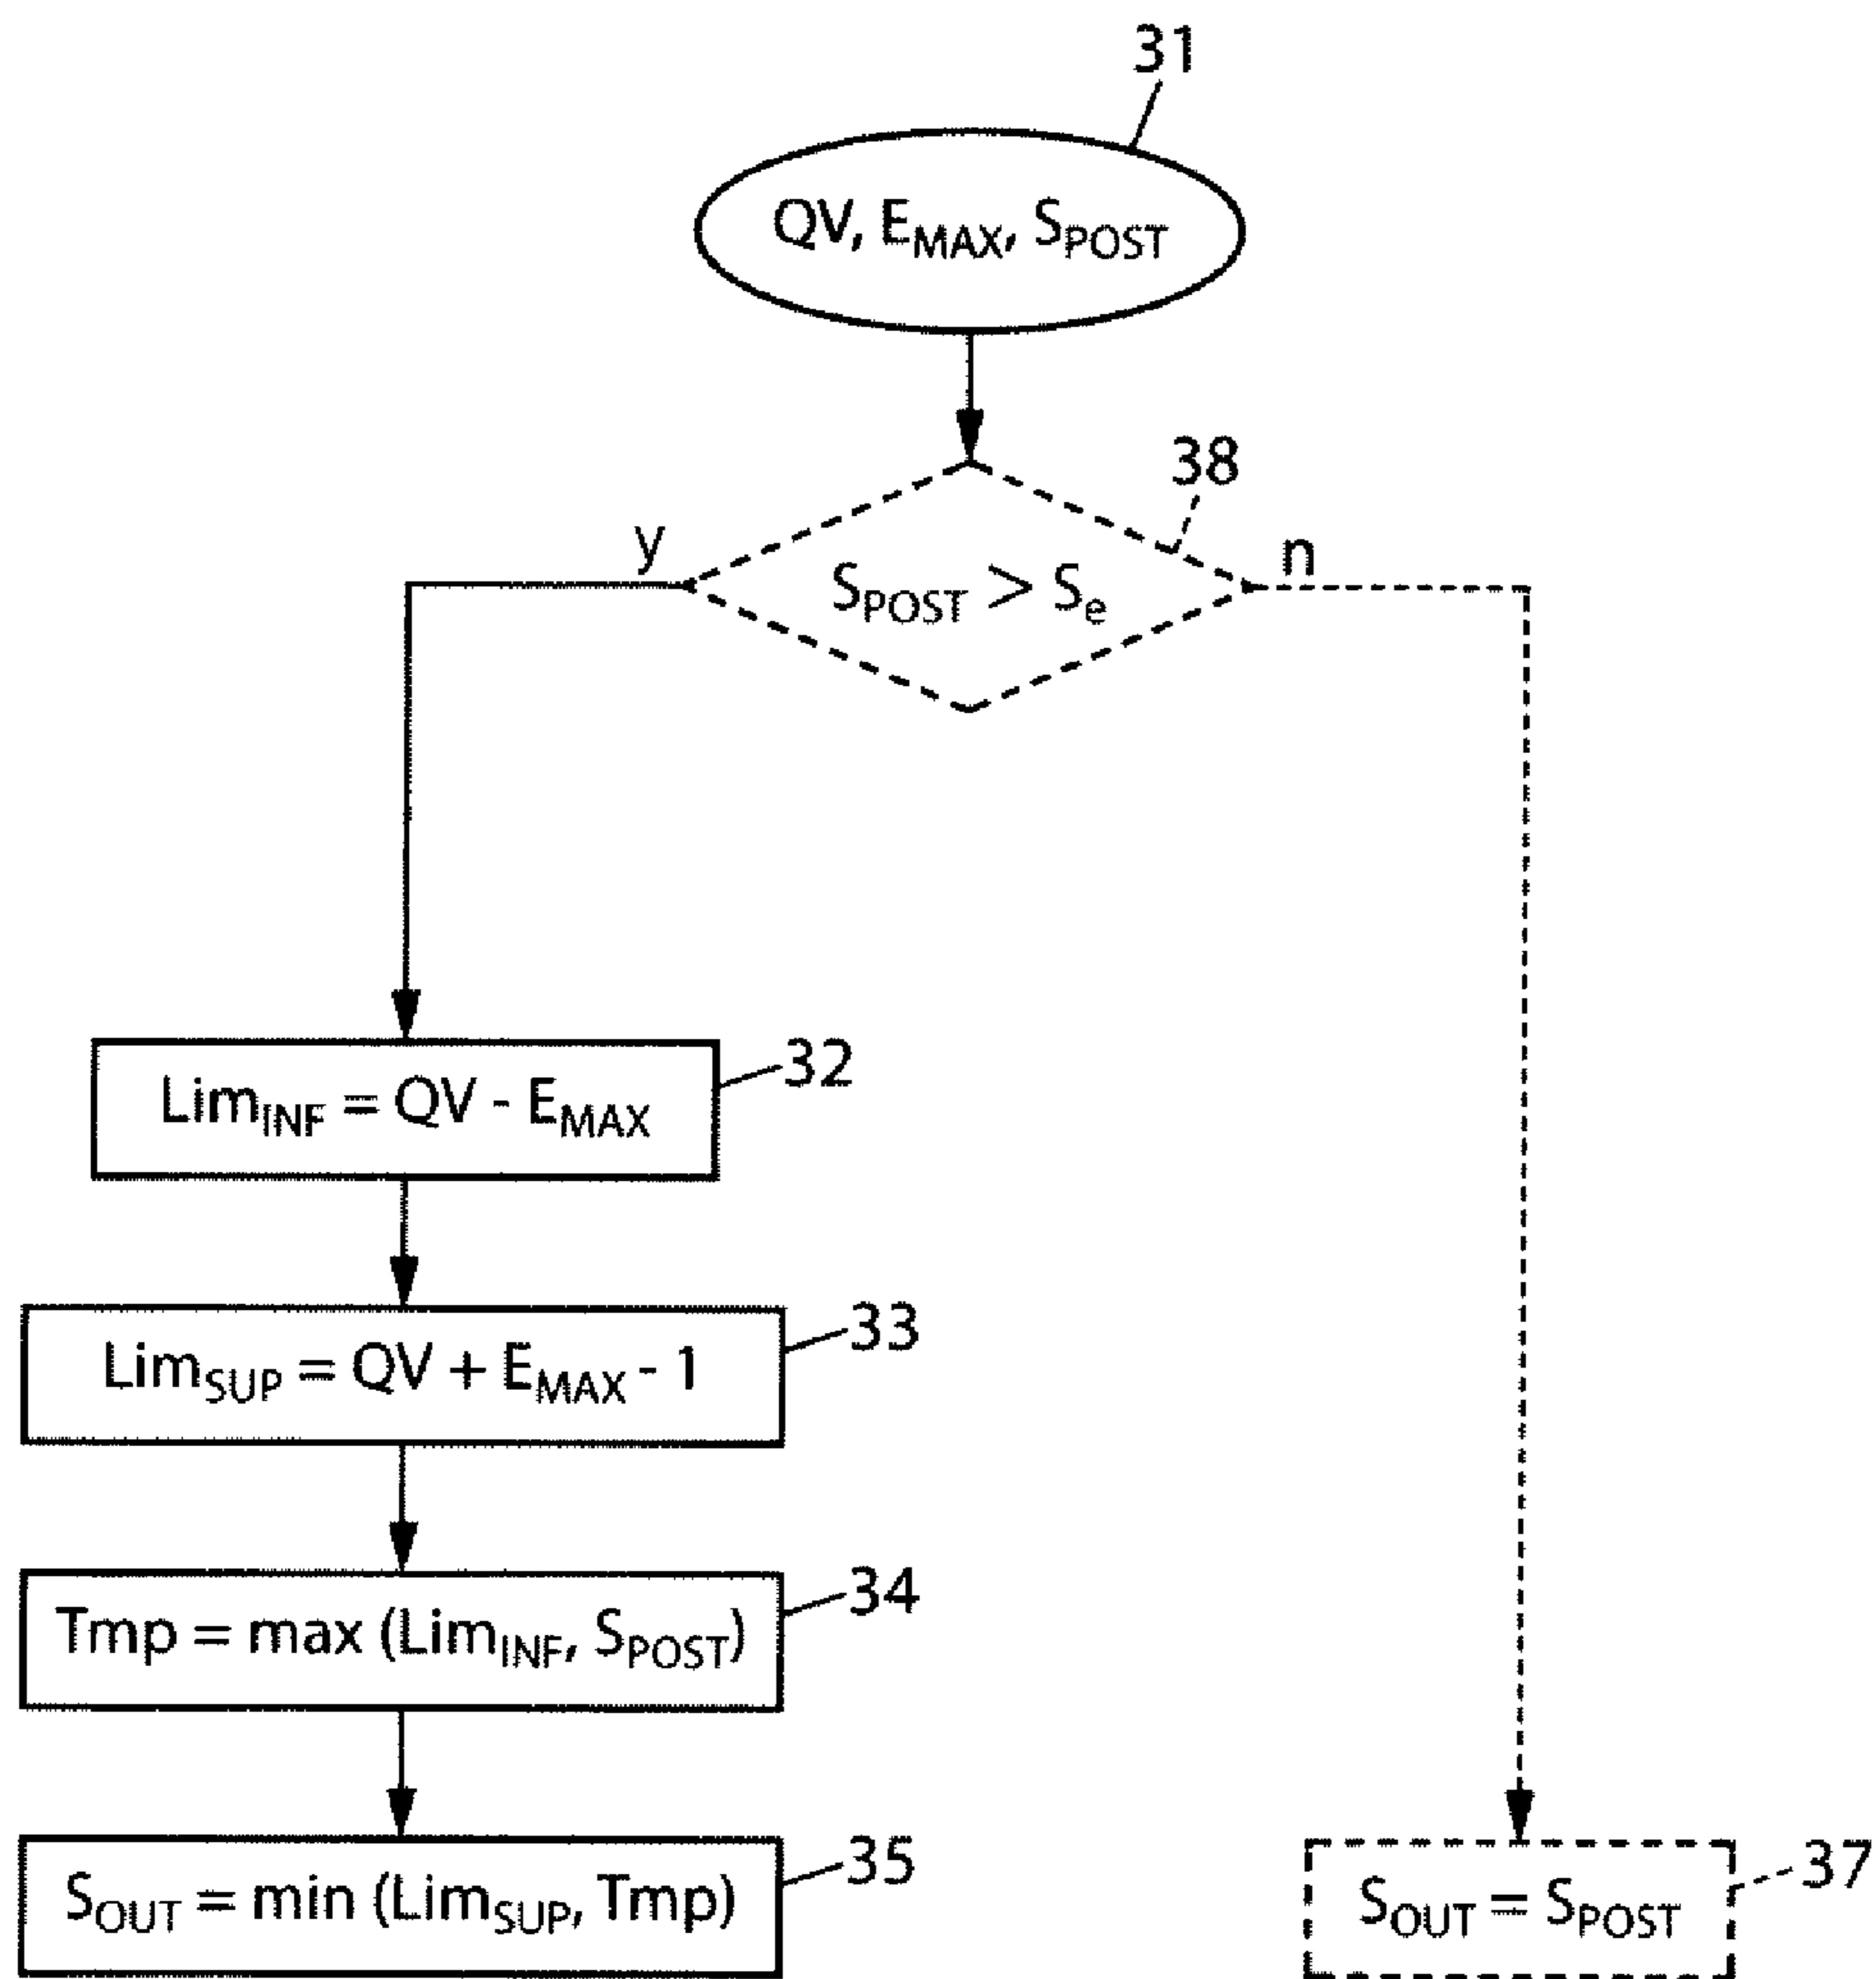 31
QV, E_MAX, S_POST
38
y
n
S_POST > S_e
32
Lim_INF = QV - E_MAX
33
Lim_SUP = QV + E_MAX - 1
34
Tmp = max (Lim_INF, S_POST)
35
S_OUT = min (Lim_SUP, Tmp)
37
S_OUT = S_POST